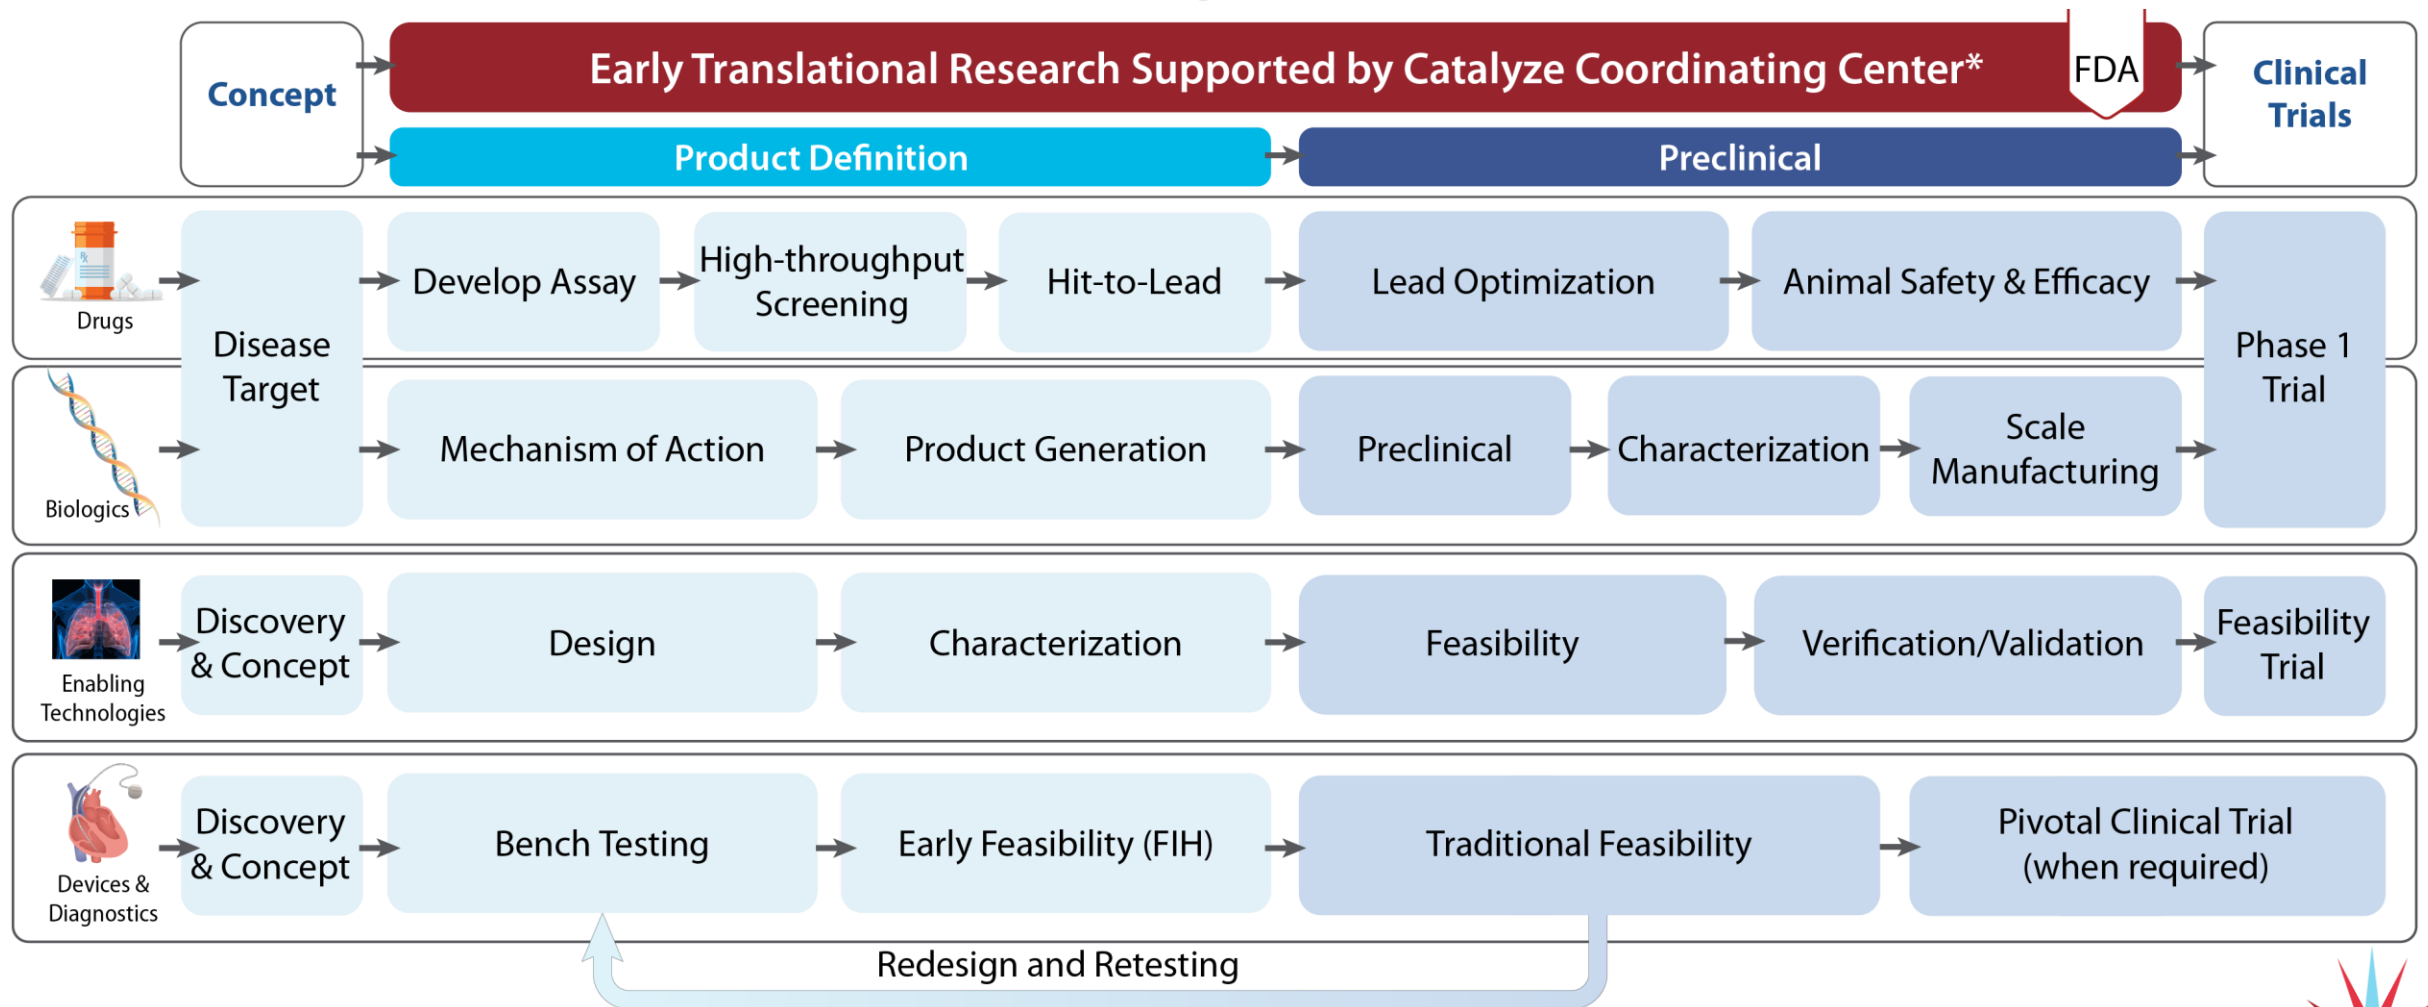 Concept
Early Translational Research Supported by Catalyze Coordinating Center*
FDA
Clinical
Trials
Product Definition
Preclinical
Drugs
Disease
Target
Develop Assay
High-throughput
Screening
Hit-to-Lead
Lead Optimization
Animal Safety & Efficacy
Phase 1
Trial
Biologics
Mechanism of Action
Product Generation
Preclinical
Characterization
Scale
Manufacturing
Enabling
Technologies
Discovery
& Concept
Design
Characterization
Feasibility
Verification/Validation
Feasibility
Trial
Devices &
Diagnostics
Discovery
& Concept
Bench Testing
Early Feasibility (FIH)
Traditional Feasibility
Pivotal Clinical Trial
(when required)
Redesign and Retesting